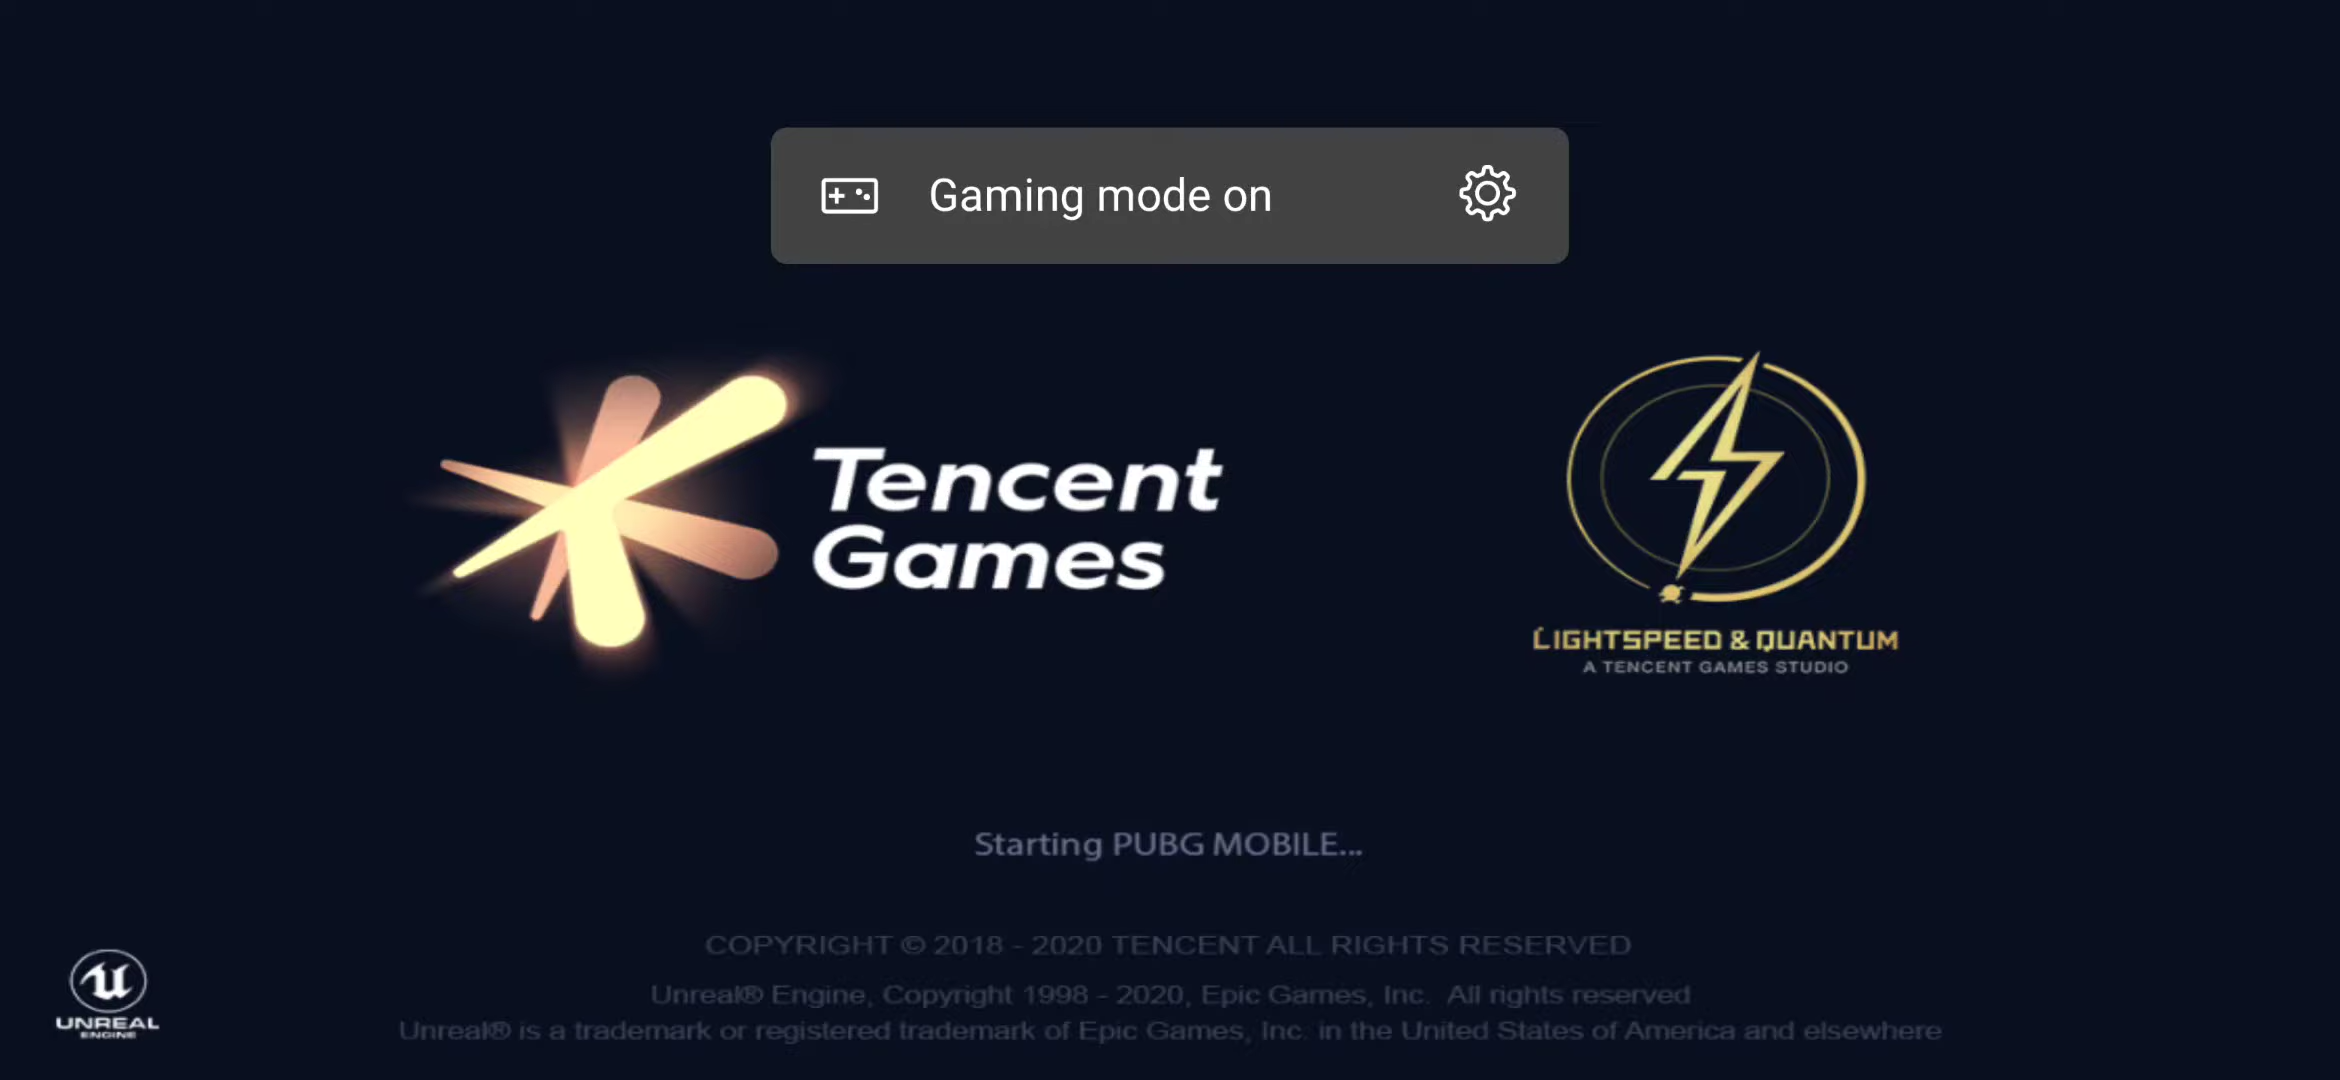 Gaming mode on
Tencent
Games
LIGHTSPEED & QUANTUM
A TENCENT GAMES STUDIO
Starting PUBG MOBILE...
COPYRIGHT © 2018 - 2020 TENCENT ALL RIGHTS RESERVED
Unreal® Engine, Copyright 1998 - 2020, Epic Games, Inc. All rights reserved
Unreal® is a trademark or registered trademark of Epic Games, Inc. in the United States of America and elsewhere
UNREAL
ENGINE